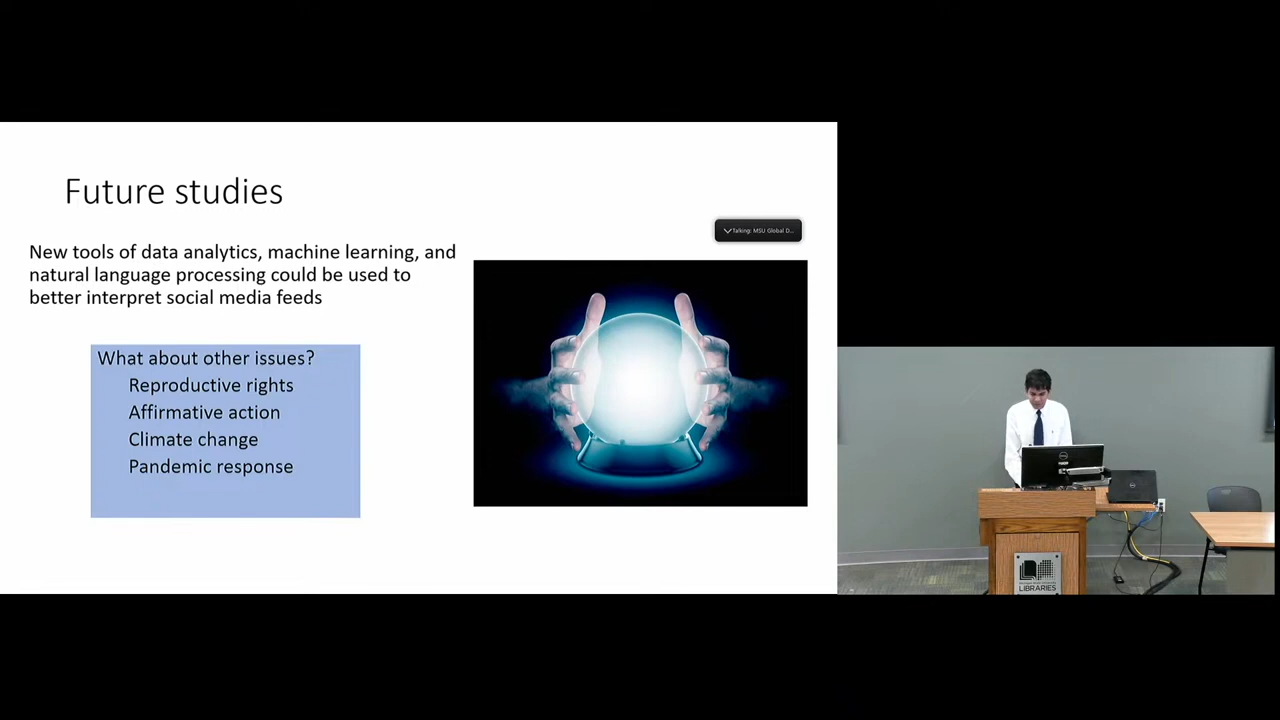 Future studies
Talking: MSU Global D...
New tools of data analytics, machine learning, and
natural language processing could be used to
better interpret social media feeds
What about other issues?
Reproductive rights
Affirmative action
Climate change
Pandemic response
LIBRARIES